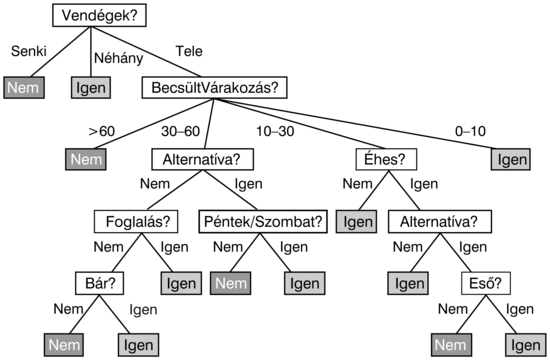 Vendégek?
Senki Néhány Tele
Nem Igen BecsültVárakozás?
>60 30–60 10–30 0–10
Nem Alternatíva? Éhes? Igen
Nem Igen Nem Igen
Foglalás? Péntek/Szombat? Igen Alternatíva?
Nem Igen Nem Igen Nem Igen
Bár? Igen Nem Igen Igen Eső?
Nem Igen Nem Igen
Nem Igen Nem Igen